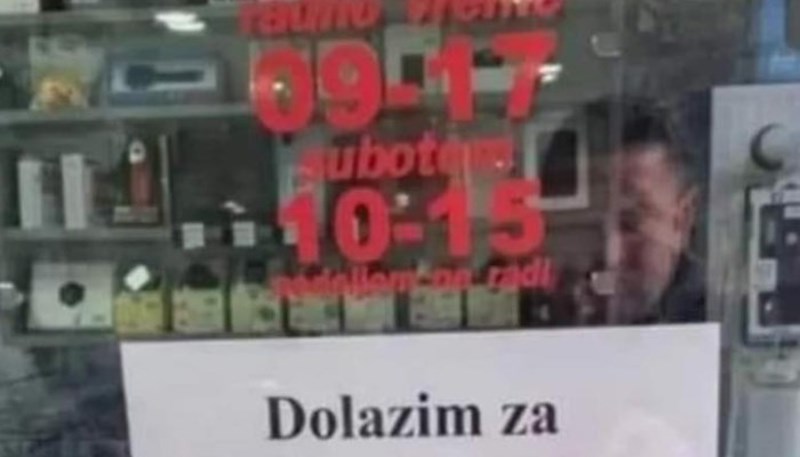 radno vreme
09-17
subotom
10-15
nedeljom ne radi
Dolazim za